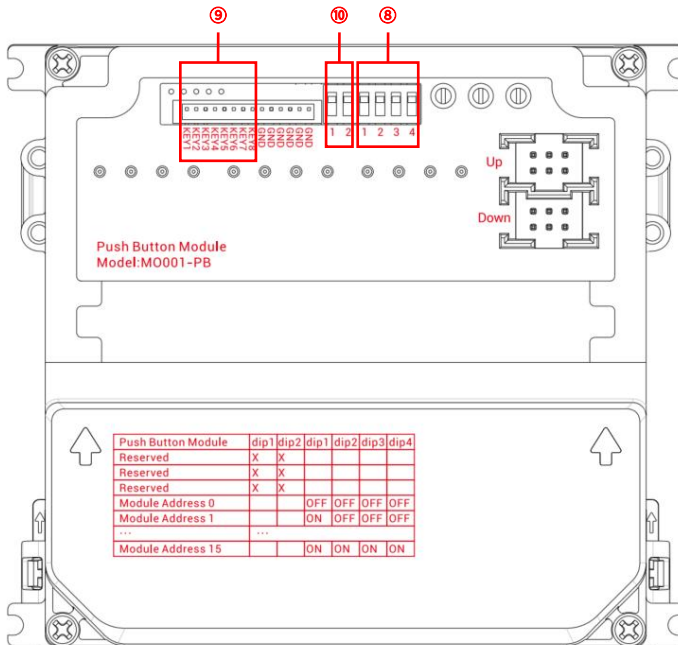 ⑨ ⑩ ⑧
1 2 1 2 3 4
KEY1
KEY2
KEY3
KEY4
KEY5
KEY6
KEY7
KEY8
GND
GND
GND
GND
GND
GND
Up
Down
Push Button Module
Model:MO001-PB
Push Button Module dip1 dip2 dip1 dip2 dip3 dip4
Reserved X X
Reserved X X
Reserved X X
Module Address 0 OFF OFF OFF OFF
Module Address 1 ON OFF OFF OFF
... ...
Module Address 15 ON ON ON ON